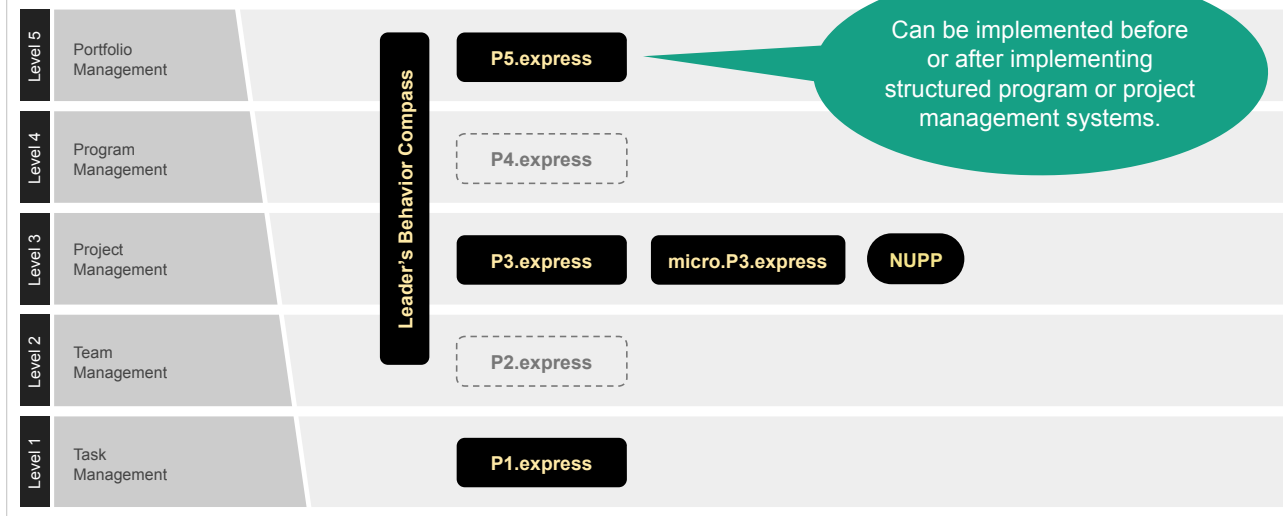 Level 5
Portfolio
Management
P5.express
Can be implemented before
or after implementing
structured program or project
management systems.
Leader's Behavior Compass
Level 4
Program
Management
P4.express
Level 3
Project
Management
P3.express
micro.P3.express
NUPP
Level 2
Team
Management
P2.express
Level 1
Task
Management
P1.express